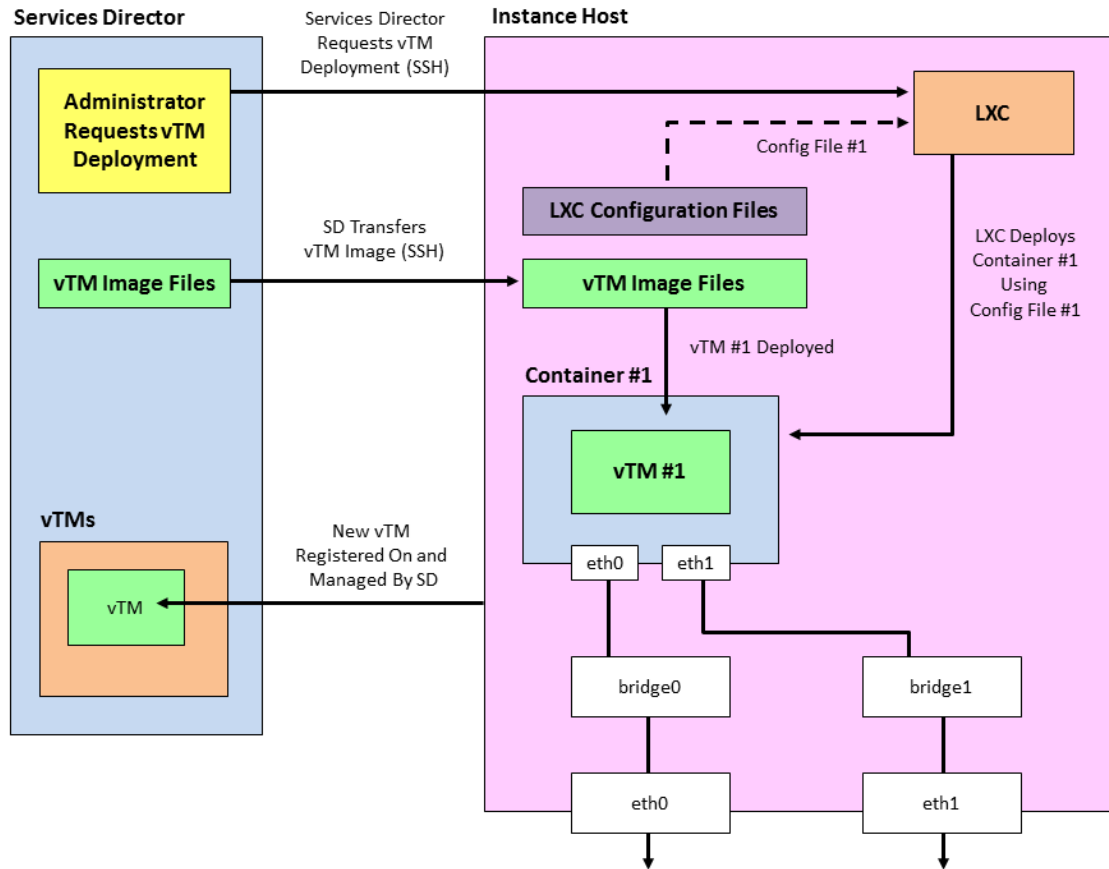 Services Director
Instance Host
Services Director
Requests vTM
Deployment (SSH)
Administrator
Requests vTM
Deployment
LXC
Config File #1
LXC Configuration Files
SD Transfers
vTM Image (SSH)
LXC Deploys
Container #1
Using
Config File #1
vTM Image Files
vTM Image Files
vTM #1 Deployed
Container #1
vTM #1
vTMs
New vTM
Registered On and
Managed By SD
eth0
eth1
vTM
bridge0
bridge1
eth0
eth1